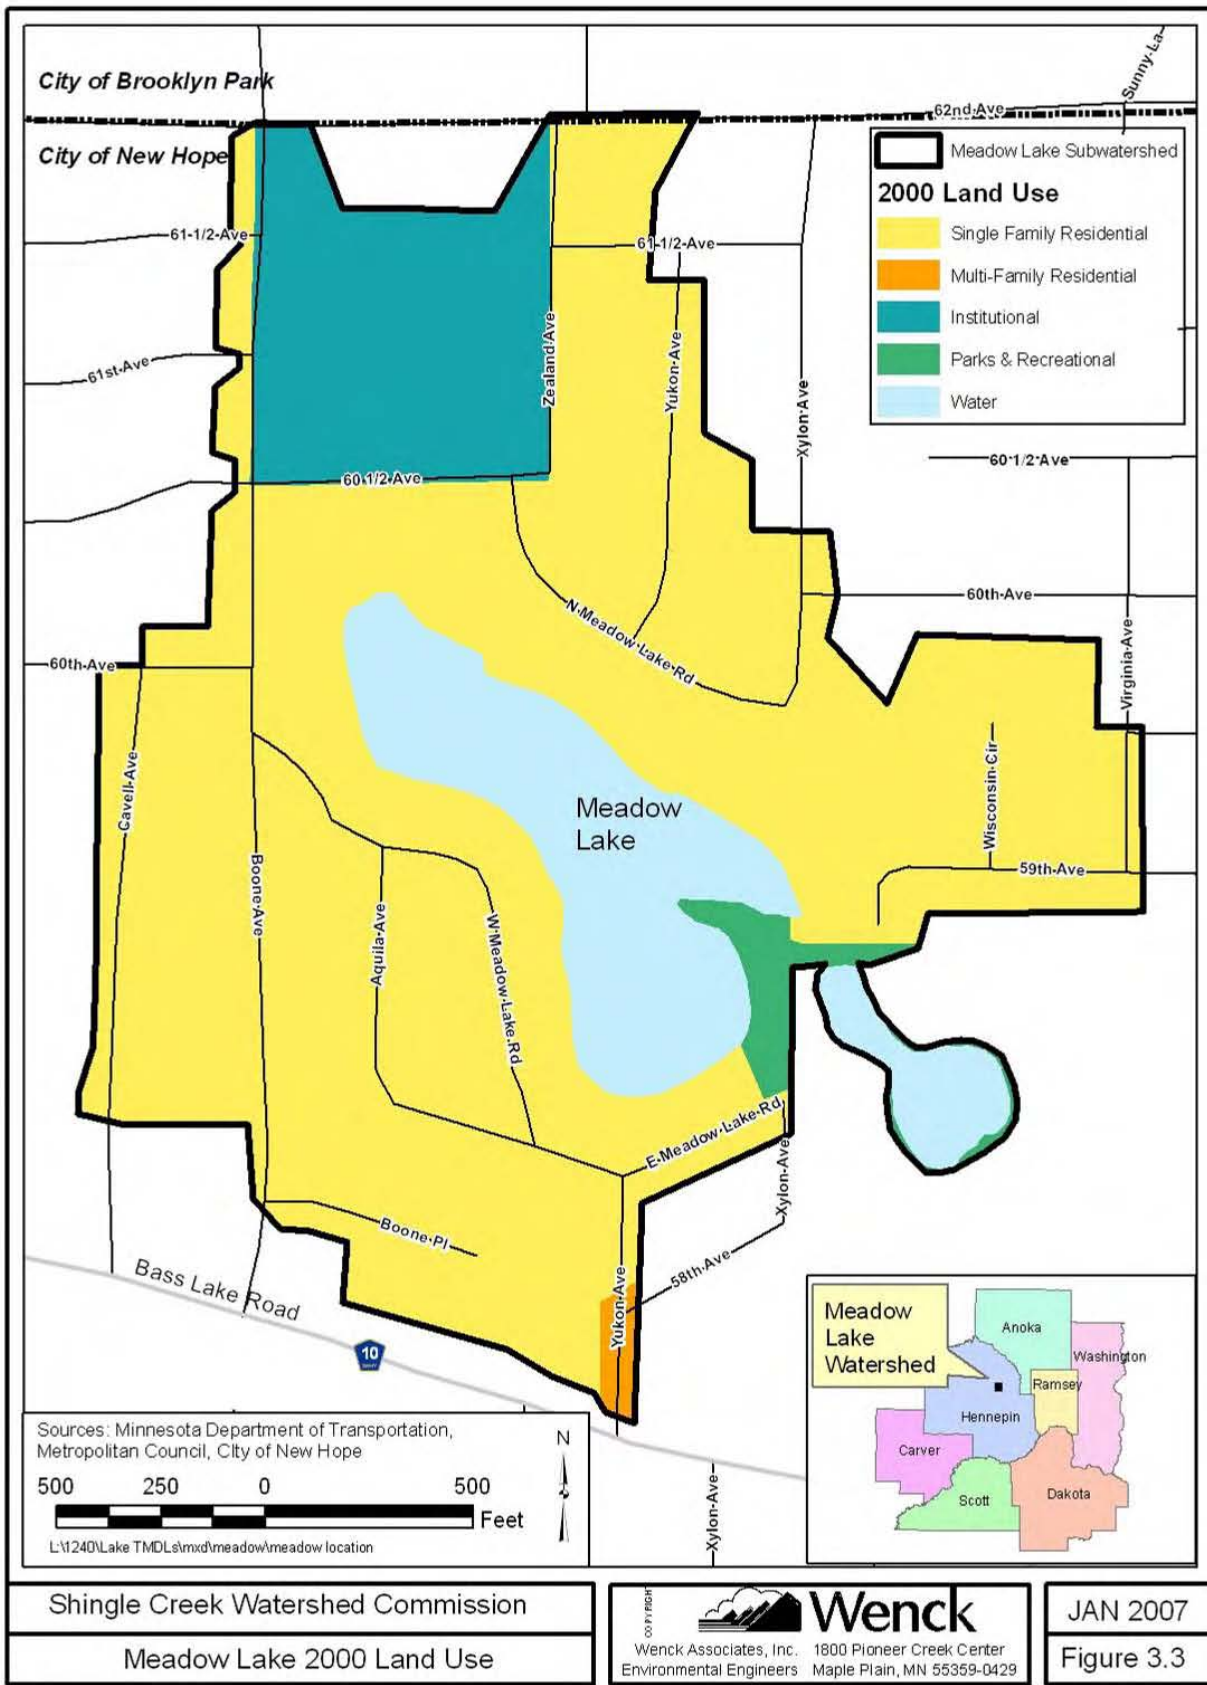 City of Brooklyn Park
Sunny-La
62nd-Ave
City of New Hope
Meadow Lake Subwatershed
2000 Land Use
Single Family Residential
Multi-Family Residential
Institutional
Parks & Recreational
Water
61-1/2-Ave
61-1/2-Ave
61st-Ave
Zealand-Ave
Yukon-Ave
Xylon-Ave
60-1/2-Ave
60-1/2-Ave
60th-Ave
N-Meadow-Lake-Rd
60th-Ave
Virginia-Ave
Cavell-Ave
Meadow
Lake
Wisconsin-Cir
59th-Ave
Boone-Ave
Aquila-Ave
W-Meadow-Lake-Rd
E-Meadow-Lake-Rd
Xylon-Ave
Boone-Pl
58th-Ave
Yukon-Ave
Bass Lake Road
10
Meadow
Lake
Watershed
Anoka
Washington
Ramsey
Hennepin
Carver
Scott
Dakota
Sources: Minnesota Department of Transportation,
Metropolitan Council, City of New Hope
N
500 250 0 500
Feet
L:\1240\Lake TMDLs\mxd\meadow\meadow location
Xylon-Ave
Shingle Creek Watershed Commission
Meadow Lake 2000 Land Use
COPYRIGHT
Wenck
Wenck Associates, Inc. 1800 Pioneer Creek Center
Environmental Engineers Maple Plain, MN 55359-0429
JAN 2007
Figure 3.3